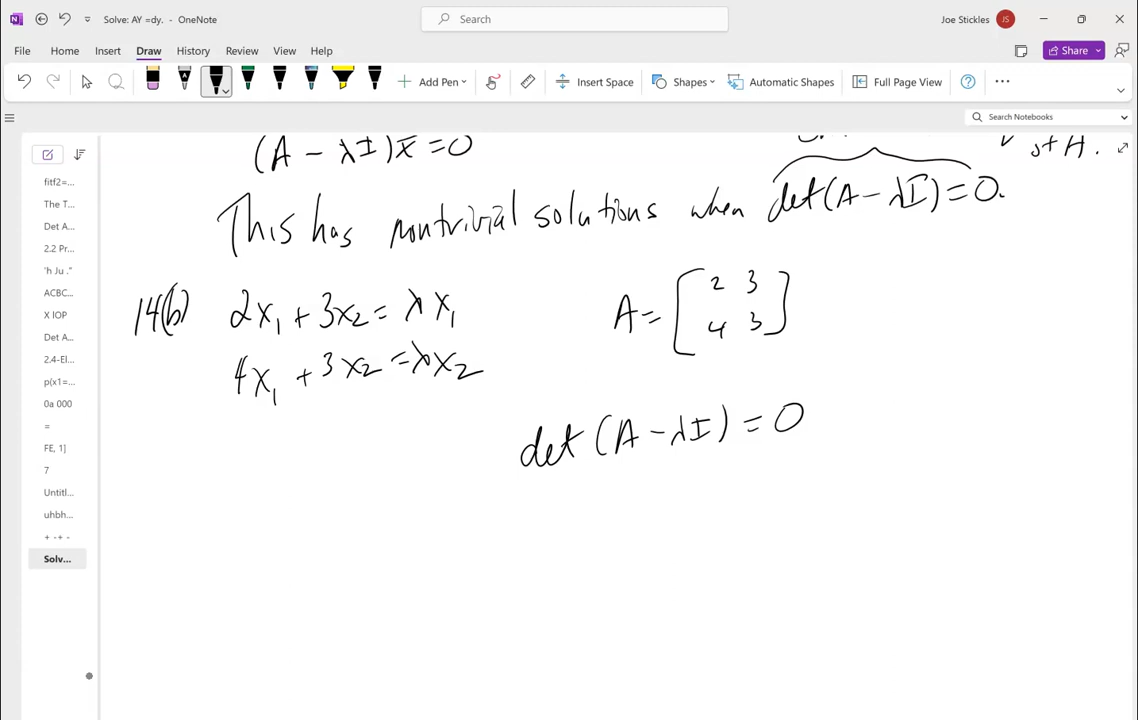 Solve: AY =dy. - OneNote
Search
Joe Stickles
JS
File Home Insert Draw History Review View Help
Share
Add Pen
Insert Space
Shapes
Automatic Shapes
Full Page View
Search Notebooks
fitf2=...
The T...
Det A...
2.2 Pr...
'h Ju ."
ACBC...
X IOP
Det A...
2.4-El...
p(x1=...
0a 000
=
FE, 1]
7
Untitl...
uhbh...
+ -+ -
Solv...
(A - λI)x̄ = 0
of A.
This has nontrivial solutions when det(A - λI) = 0.
14(b) 2x₁ + 3x₂ = λx₁
4x₁ + 3x₂ = λx₂
A = [2 3
4 3]
det(A - λI) = 0